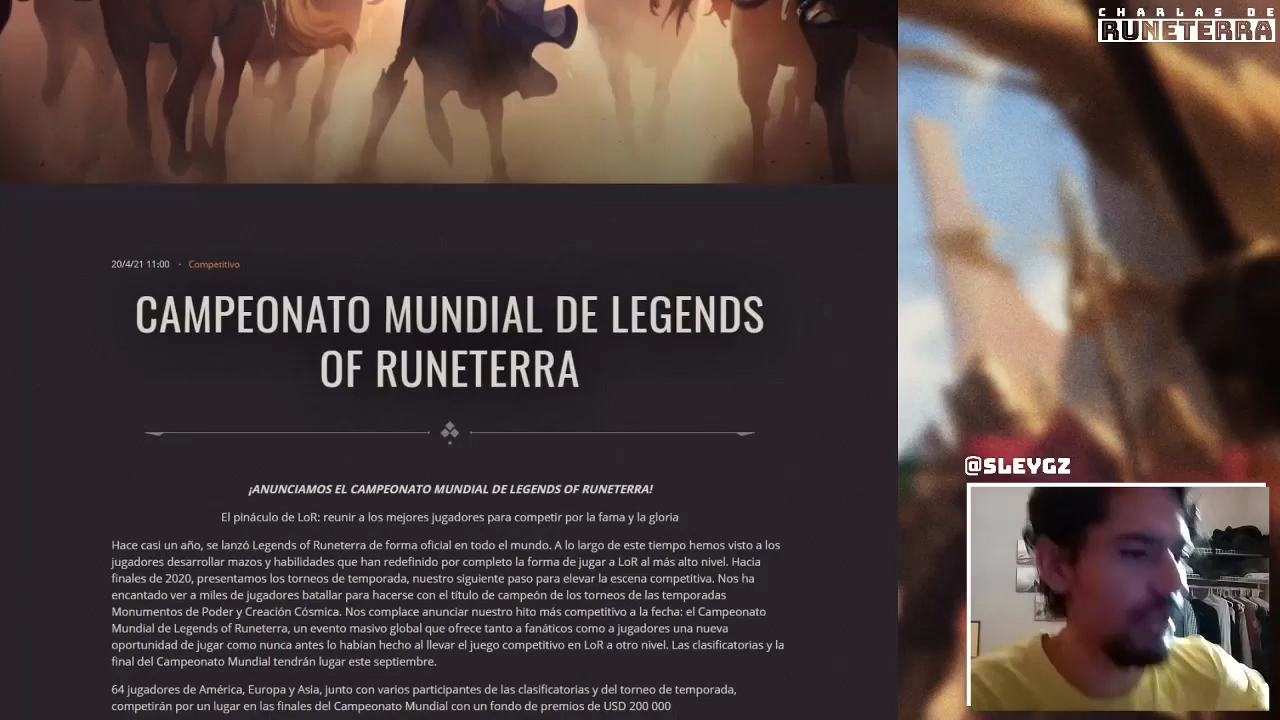 CHARLAS DE
RUNETERRA
20/4/21 11:00 · Competitivo
CAMPEONATO MUNDIAL DE LEGENDS
OF RUNETERRA
¡ANUNCIAMOS EL CAMPEONATO MUNDIAL DE LEGENDS OF RUNETERRA!
El pináculo de LoR: reunir a los mejores jugadores para competir por la fama y la gloria
Hace casi un año, se lanzó Legends of Runeterra de forma oficial en todo el mundo. A lo largo de este tiempo hemos visto a los
jugadores desarrollar mazos y habilidades que han redefinido por completo la forma de jugar a LoR al más alto nivel. Hacia
finales de 2020, presentamos los torneos de temporada, nuestro siguiente paso para elevar la escena competitiva. Nos ha
encantado ver a miles de jugadores batallar para hacerse con el título de campeón de los torneos de las temporadas
Monumentos de Poder y Creación Cósmica. Nos complace anunciar nuestro hito más competitivo a la fecha: el Campeonato
Mundial de Legends of Runeterra, un evento masivo global que ofrece tanto a fanáticos como a jugadores una nueva
oportunidad de jugar como nunca antes lo habían hecho al llevar el juego competitivo en LoR a otro nivel. Las clasificatorias y la
final del Campeonato Mundial tendrán lugar este septiembre.
64 jugadores de América, Europa y Asia, junto con varios participantes de las clasificatorias y del torneo de temporada,
competirán por un lugar en las finales del Campeonato Mundial con un fondo de premios de USD 200 000
@SLEYGZ